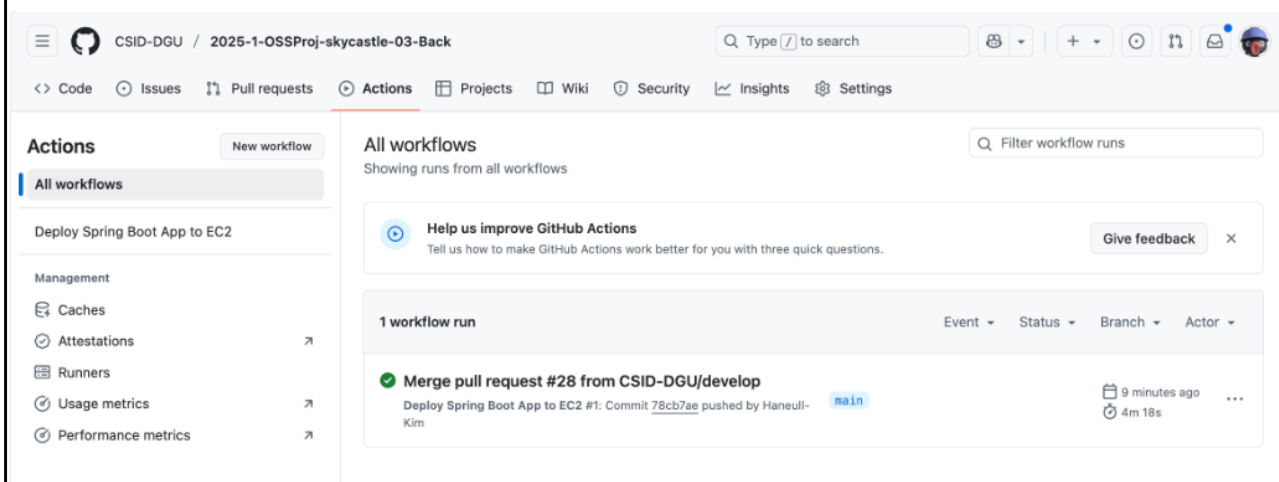 CSID-DGU / 2025-1-OSSProj-skycastle-03-Back
Type / to search
Code
Issues
Pull requests
Actions
Projects
Wiki
Security
Insights
Settings
Actions
New workflow
All workflows
Deploy Spring Boot App to EC2
Management
Caches
Attestations
Runners
Usage metrics
Performance metrics
All workflows
Showing runs from all workflows
Filter workflow runs
Help us improve GitHub Actions
Tell us how to make GitHub Actions work better for you with three quick questions.
Give feedback
1 workflow run
Event
Status
Branch
Actor
Merge pull request #28 from CSID-DGU/develop
Deploy Spring Boot App to EC2 #1: Commit 78cb7ae pushed by Haneull-
Kim
main
9 minutes ago
4m 18s